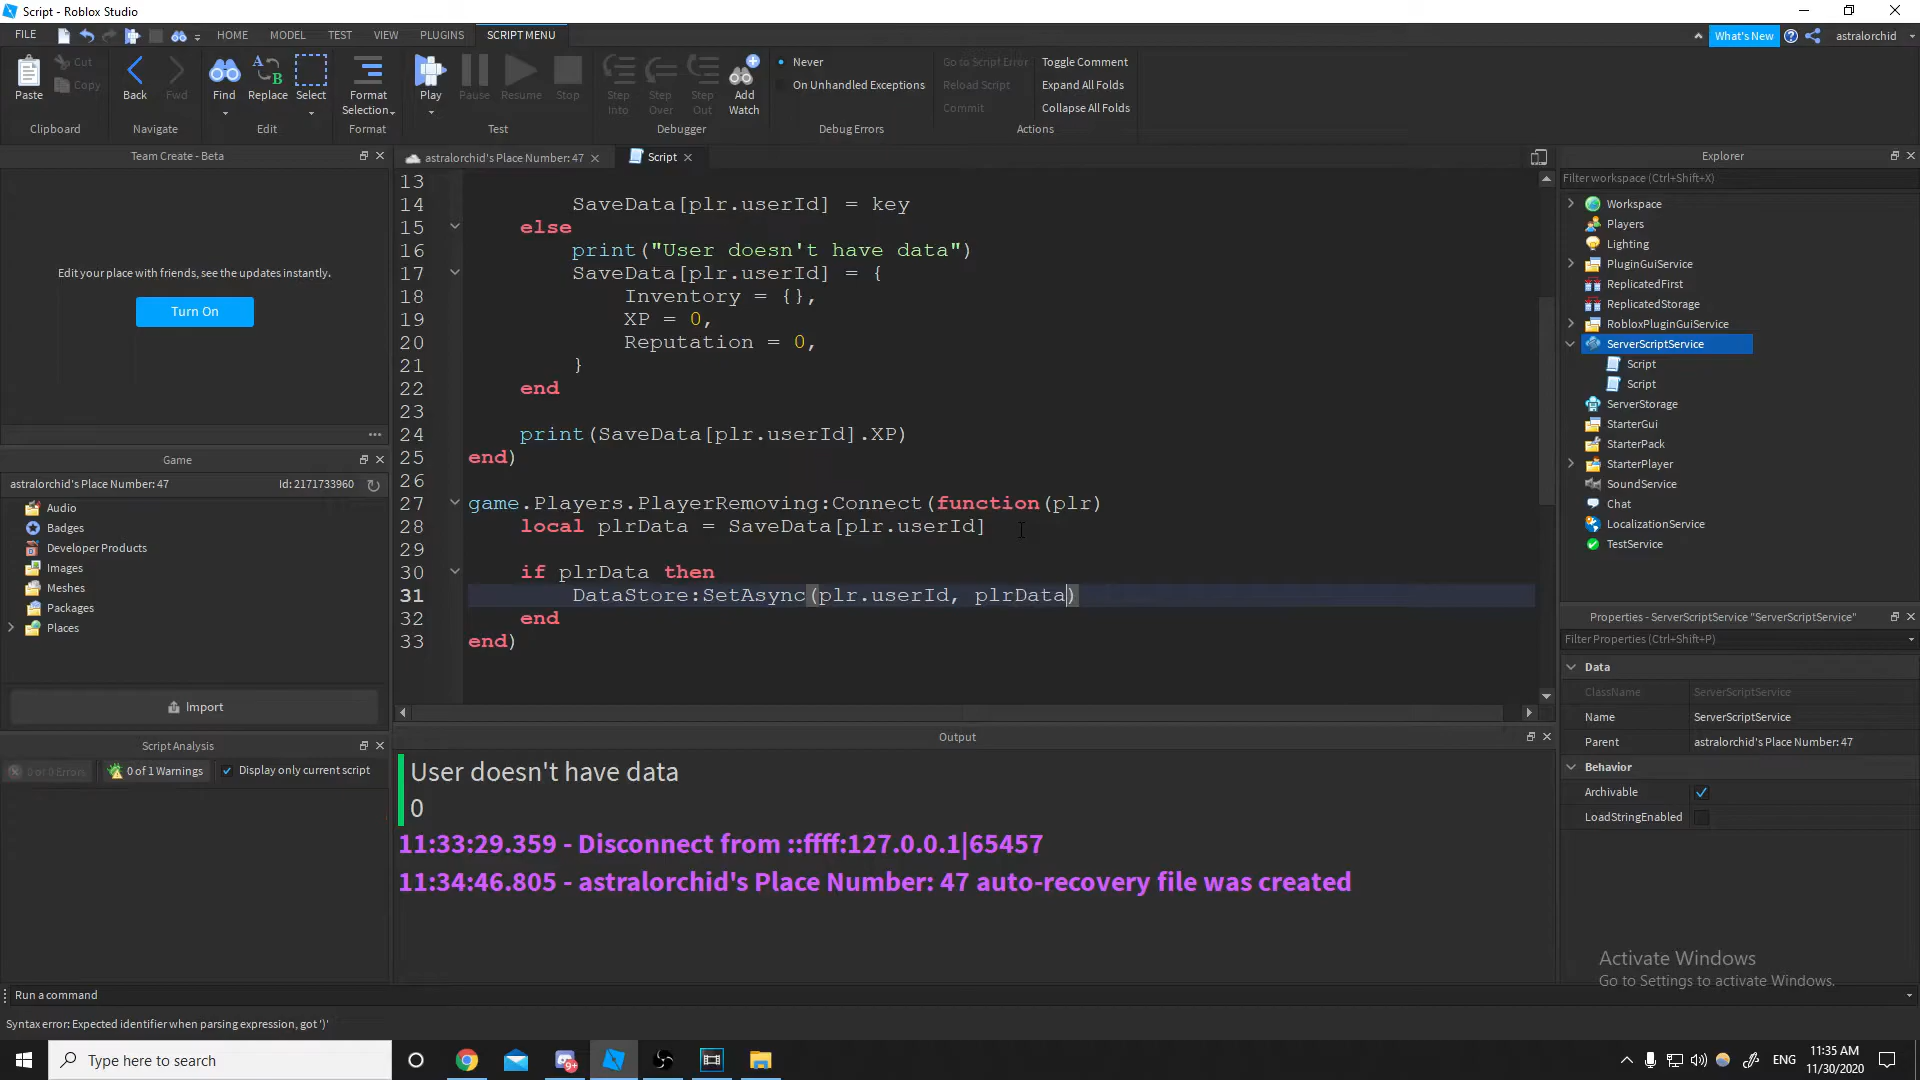 Script - Roblox Studio
FILE
HOME
MODEL
TEST
VIEW
PLUGINS
SCRIPT MENU
What's New
astralorchid
Paste
Cut
Copy
Clipboard
Back
Fwd
Navigate
Find
Replace
Select
Edit
Format
Selection
Format
Play
Pause
Resume
Stop
Test
Step
Into
Step
Over
Step
Out
Add
Watch
Debugger
Never
On Unhandled Exceptions
Debug Errors
Go to Script Error
Reload Script
Commit
Toggle Comment
Expand All Folds
Collapse All Folds
Actions
Team Create - Beta
Edit your place with friends, see the updates instantly.
Turn On
Game
astralorchid's Place Number: 47
Id: 2171733960
Audio
Badges
Developer Products
Images
Meshes
Packages
Places
Import
Script Analysis
0 of 0 Errors
0 of 1 Warnings
Display only current script
astralorchid's Place Number: 47
Script
13
14 SaveData[plr.userId] = key
15 else
16 print("User doesn't have data")
17 SaveData[plr.userId] = {
18 Inventory = {},
19 XP = 0,
20 Reputation = 0,
21 }
22 end
23
24 print(SaveData[plr.userId].XP)
25 end)
26
27 game.Players.PlayerRemoving:Connect(function(plr)
28 local plrData = SaveData[plr.userId]
29
30 if plrData then
31 DataStore:SetAsync(plr.userId, plrData)
32 end
33 end)
Output
User doesn't have data
0
11:33:29.359 - Disconnect from ::ffff:127.0.0.1|65457
11:34:46.805 - astralorchid's Place Number: 47 auto-recovery file was created
Explorer
Filter workspace (Ctrl+Shift+X)
Workspace
Players
Lighting
PluginGuiService
ReplicatedFirst
ReplicatedStorage
RobloxPluginGuiService
ServerScriptService
Script
Script
ServerStorage
StarterGui
StarterPack
StarterPlayer
SoundService
Chat
LocalizationService
TestService
Properties - ServerScriptService "ServerScriptService"
Filter Properties (Ctrl+Shift+P)
Data
ClassName ServerScriptService
Name ServerScriptService
Parent astralorchid's Place Number: 47
Behavior
Archivable
LoadStringEnabled
Activate Windows
Go to Settings to activate Windows.
Run a command
Syntax error: Expected identifier when parsing expression, got ')'
Type here to search
ENG
11:35 AM
11/30/2020